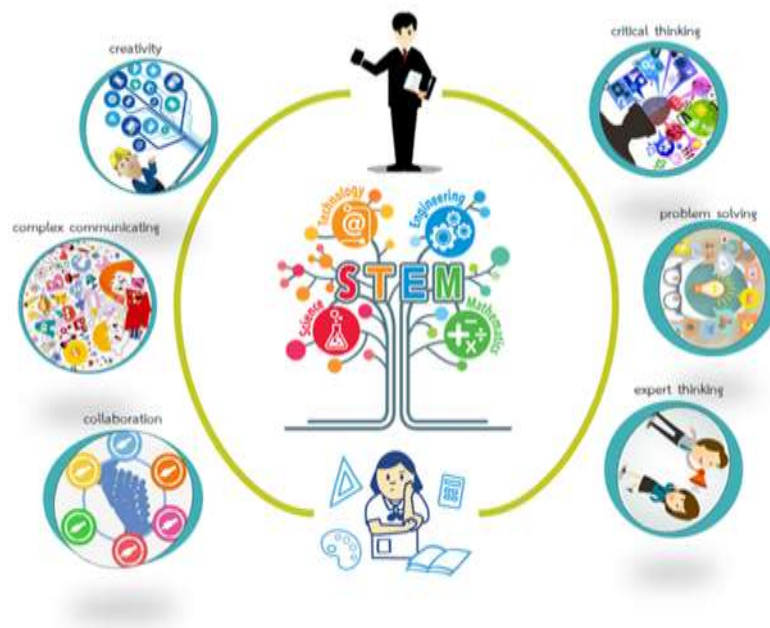 creativity
critical thinking
complex communicating
problem solving
collaboration
expert thinking
Technology
Engineering
STEM
Science
Mathematics